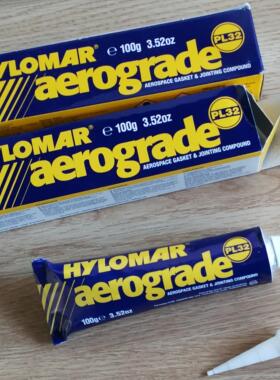 HYLOMAR
℮ 100g 3.52oz
PL32
aerograde
AEROSPACE GASKET & JOINTING COMPOUND
YLOMAR
℮ 100g 3.52oz
PL32
aerograde
AEROSPACE GASKET & JOINTING COMPOUND
HYLOMAR
PL32
aerograde
AEROSPACE GASKET & JOINTING COMPOUND
100g ℮ 3.52oz